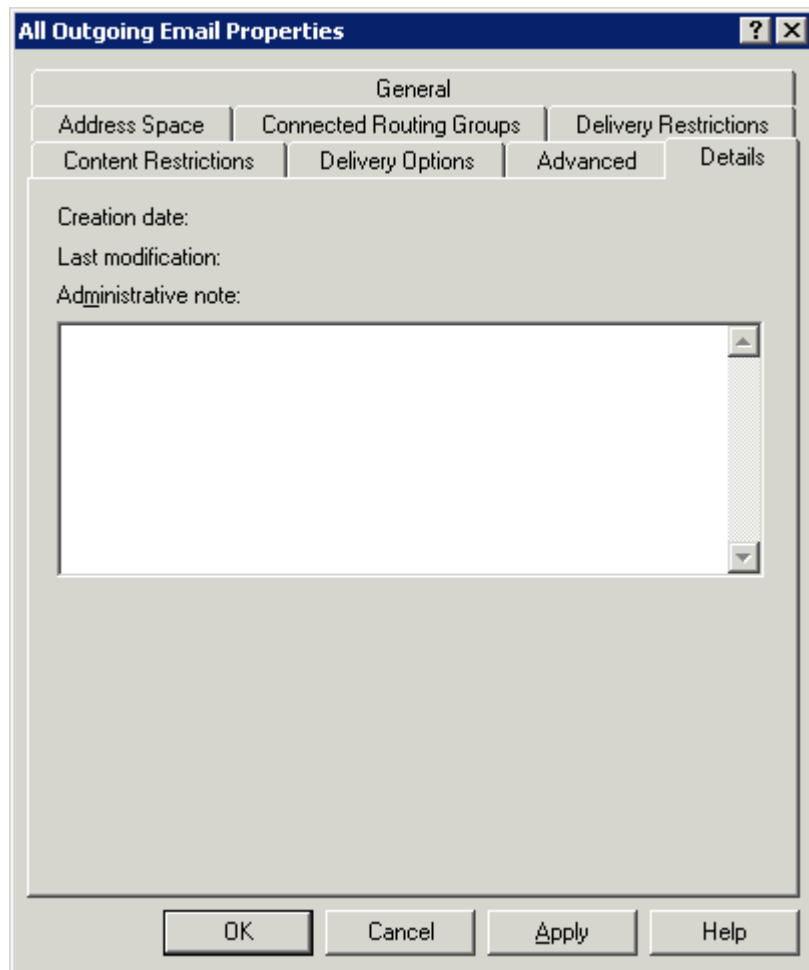 All Outgoing Email Properties
General
Address Space Connected Routing Groups Delivery Restrictions
Content Restrictions Delivery Options Advanced Details
Creation date:
Last modification:
Administrative note:
OK Cancel Apply Help